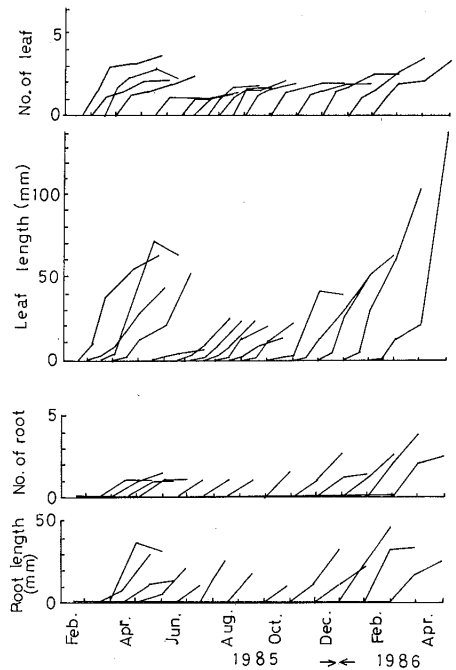 No. of leaf
5
0
Leaf length (mm)
100
50
0
No. of root
5
0
Root length
(mm)
50
0
Feb. Apr. Jun. Aug. Oct. Dec. Feb. Apr.
1985 → ← 1986